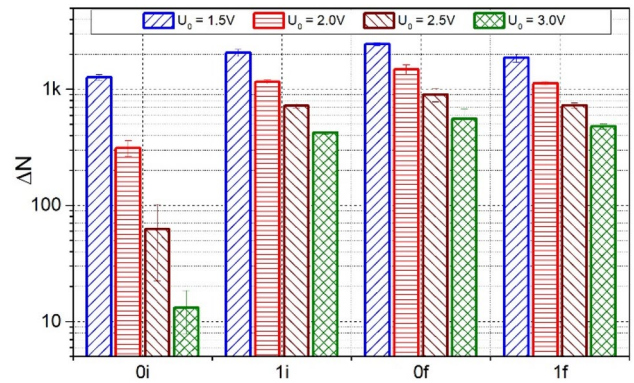 U₀ = 1.5V U₀ = 2.0V U₀ = 2.5V U₀ = 3.0V
1k
ΔN
100
10
0i 1i 0f 1f